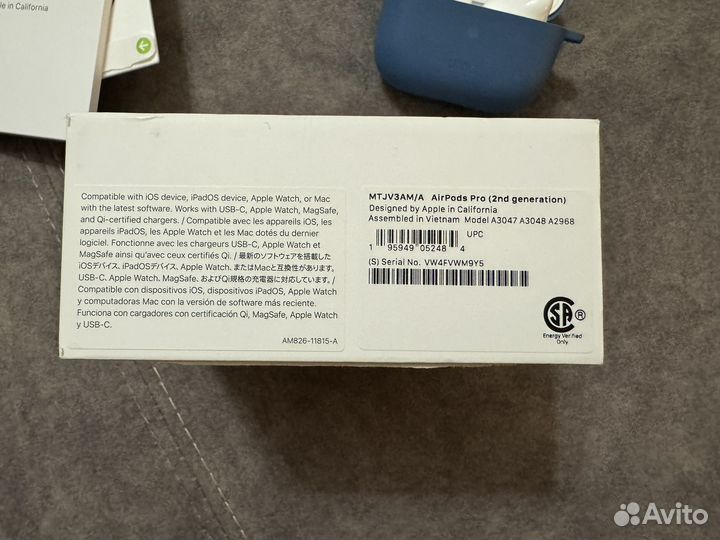 le in California
Compatible with iOS device, iPadOS device, Apple Watch, or Mac
with the latest software. Works with USB-C, Apple Watch, MagSafe,
and Qi-certified chargers. / Compatible avec les appareils iOS, les
appareils iPadOS, les Apple Watch et les Mac dotés du dernier
logiciel. Fonctionne avec les chargeurs USB-C, Apple Watch et
MagSafe ainsi qu'avec ceux certifiés Qi. / 最新のソフトウェアを搭載した
iOSデバイス、iPadOSデバイス、Apple Watch、またはMacと互換性があります。
USB-C、Apple Watch、MagSafe、およびQi規格の充電器に対応しています。
/ Compatible con dispositivos iOS, dispositivos iPadOS, Apple Watch
y computadoras Mac con la versión de software más reciente.
Funciona con cargadores con certificación Qi, MagSafe, Apple Watch
y USB-C.
AM826-11815-A
MTJV3AM/A AirPods Pro (2nd generation)
Designed by Apple in California
Assembled in Vietnam Model A3047 A3048 A2968
UPC
1 95949 05248 4
(S) Serial No. VW4FVWM9Y5
SA ®
Energy Verified
Only
Avito